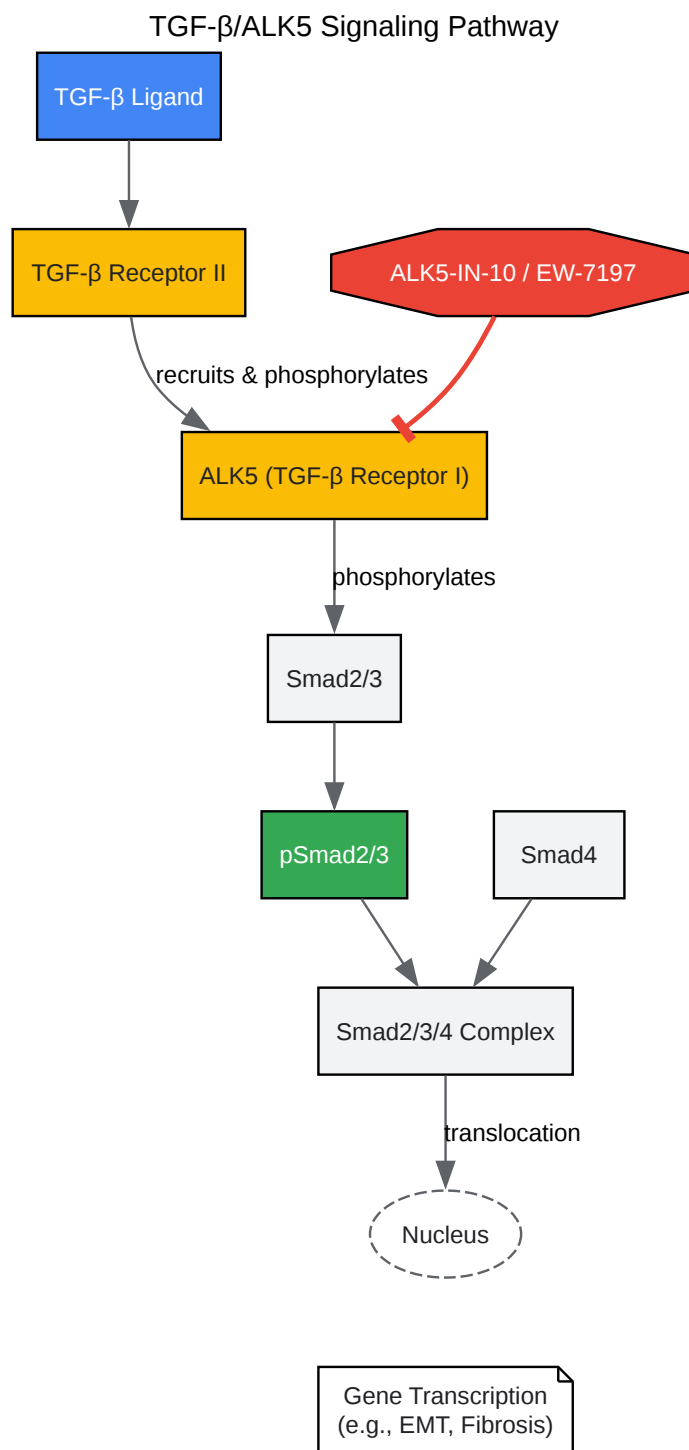 TGF-β/ALK5 Signaling Pathway
TGF-β Ligand
TGF-β Receptor II
ALK5-IN-10 / EW-7197
recruits & phosphorylates
ALK5 (TGF-β Receptor I)
phosphorylates
Smad2/3
pSmad2/3
Smad4
Smad2/3/4 Complex
translocation
Nucleus
Gene Transcription
(e.g., EMT, Fibrosis)